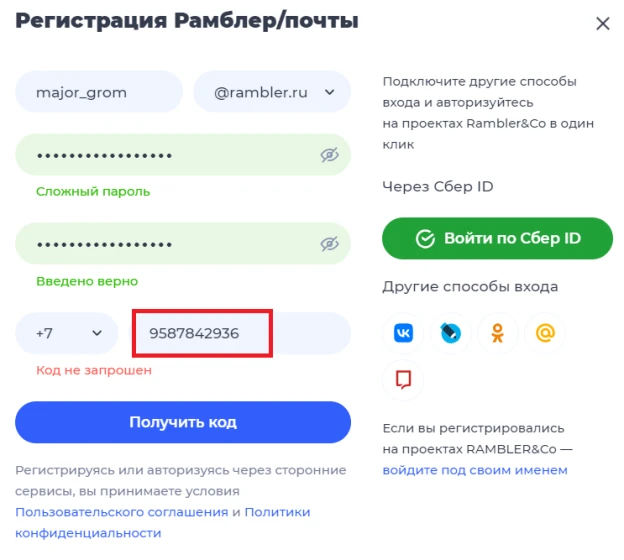 Регистрация Рамблер/почты
major_grom
@rambler.ru
Сложный пароль
Введено верно
+7
9587842936
Код не запрошен
Получить код
Регистрируясь или авторизуясь через сторонние
сервисы, вы принимаете условия
Пользовательского соглашения и Политики
конфиденциальности
Подключите другие способы
входа и авторизуйтесь
на проектах Rambler&Co в один
клик
Через Сбер ID
Войти по Сбер ID
Другие способы входа
Если вы регистрировались
на проектах RAMBLER&Co —
войдите под своим именем